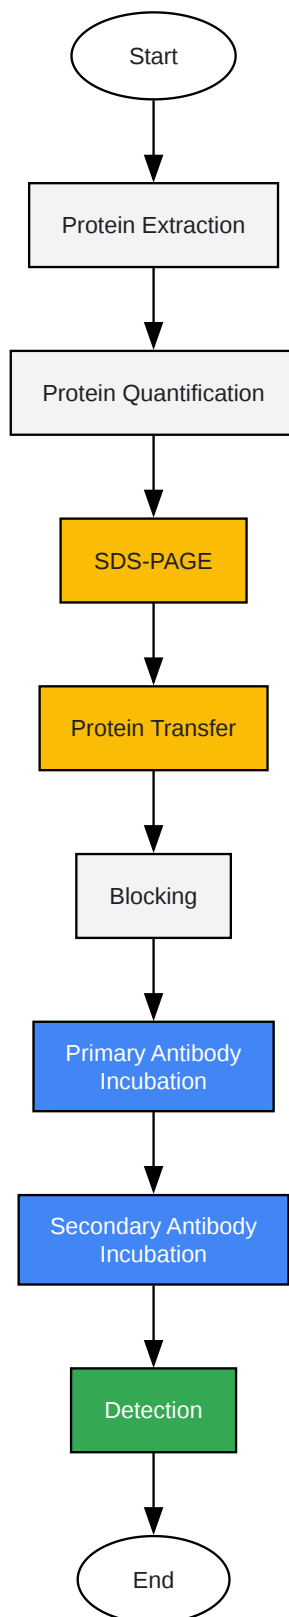 Start
Protein Extraction
Protein Quantification
SDS-PAGE
Protein Transfer
Blocking
Primary Antibody
Incubation
Secondary Antibody
Incubation
Detection
End